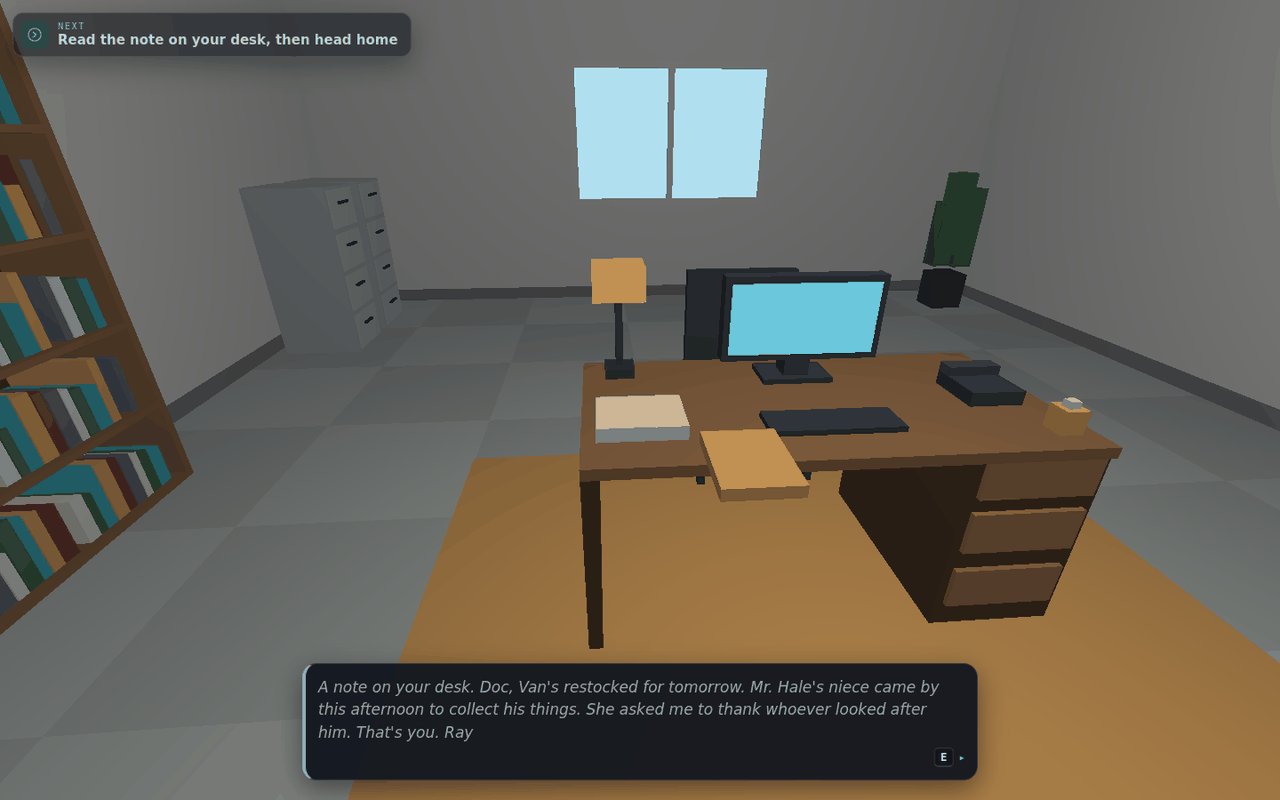 NEXT
Read the note on your desk, then head home
A note on your desk. Doc, Van's restocked for tomorrow. Mr. Hale's niece came by
this afternoon to collect his things. She asked me to thank whoever looked after
him. That's you. Ray
E